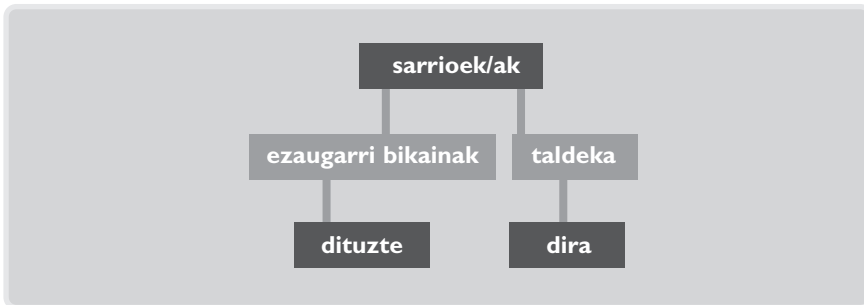 sarrioek/ak
ezaugarri bikainak
taldeka
dituzte
dira